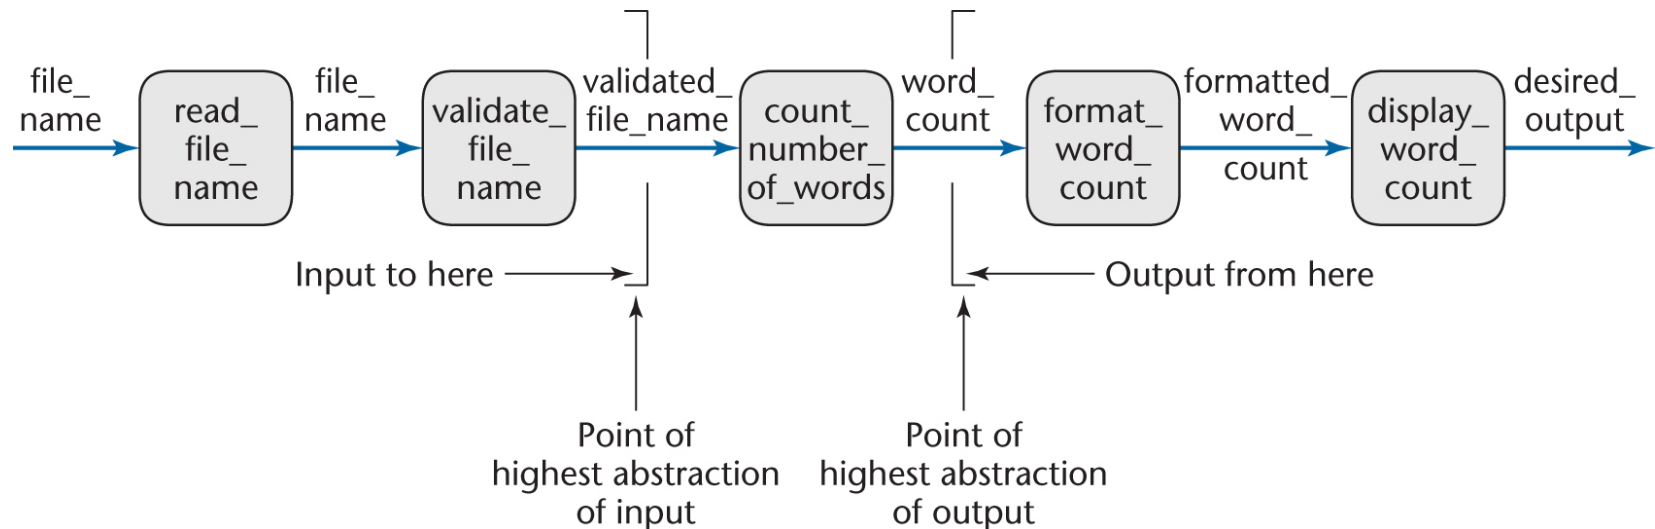 file_
name
read_
file_
name
file_
name
validate_
file_
name
validated_
file_name
count_
number_
of_words
word_
count
format_
word_
count
formatted_
word_
count
display_
word_
count
desired_
output
Input to here
Output from here
Point of
highest abstraction
of input
Point of
highest abstraction
of output